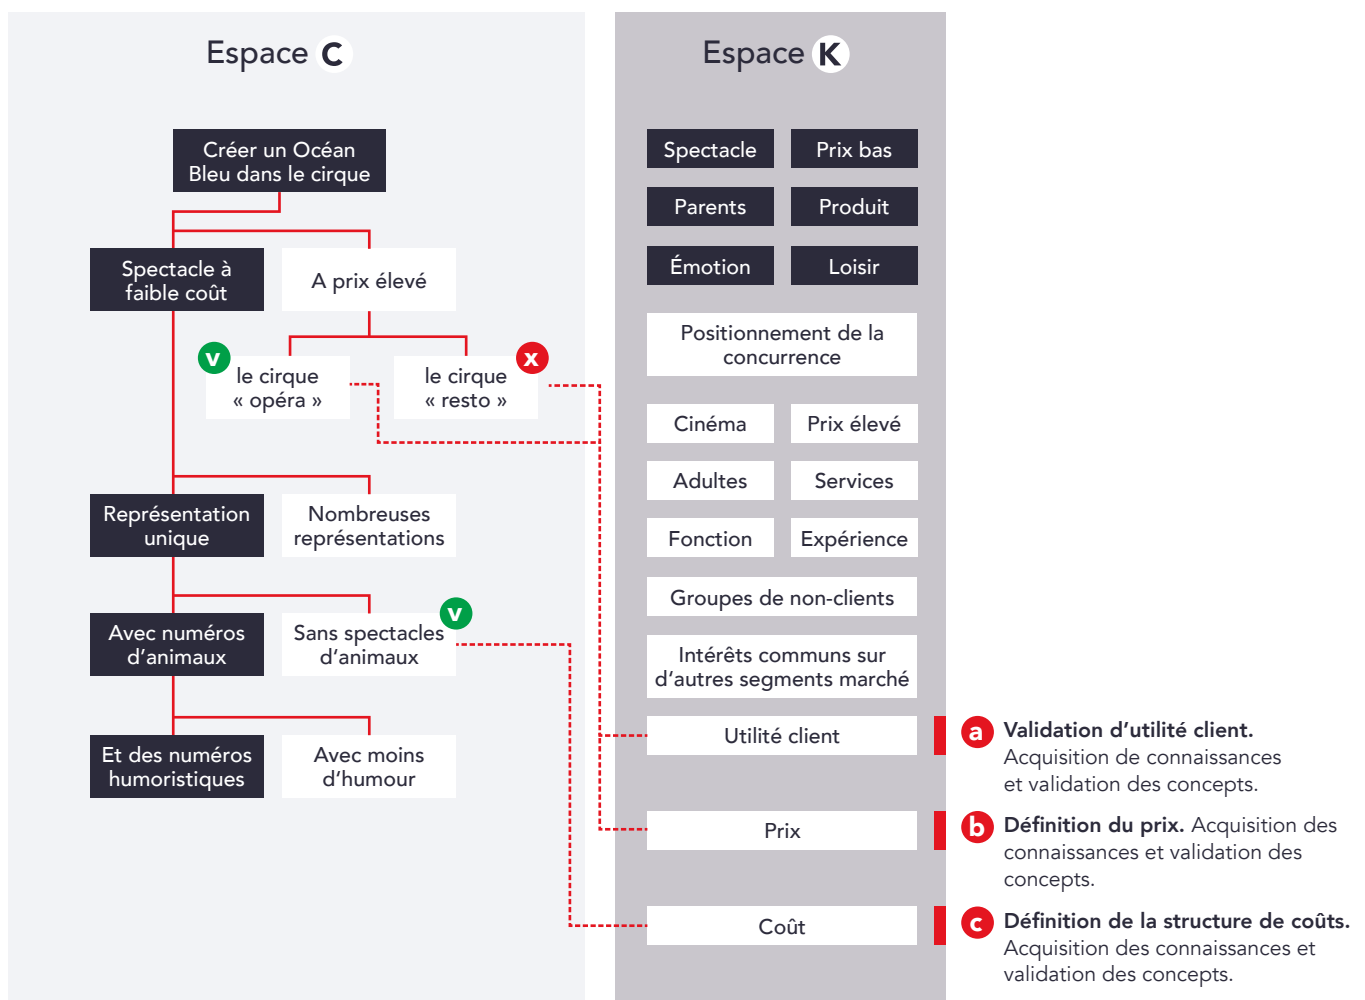 Espace C
Créer un Océan
Bleu dans le cirque
Spectacle à
faible coût
A prix élevé
v
le cirque
« opéra »
x
le cirque
« resto »
Représentation
unique
Nombreuses
représentations
Avec numéros
d'animaux
v
Sans spectacles
d'animaux
Et des numéros
humoristiques
Avec moins
d'humour
Espace K
Spectacle
Prix bas
Parents
Produit
Émotion
Loisir
Positionnement de la
concurrence
Cinéma
Prix élevé
Adultes
Services
Fonction
Expérience
Groupes de non-clients
Intérêts communs sur
d'autres segments marché
Utilité client
Prix
Coût
a Validation d'utilité client.
Acquisition de connaissances
et validation des concepts.
b Définition du prix. Acquisition des
connaissances et validation des
concepts.
c Définition de la structure de coûts.
Acquisition des connaissances et
validation des concepts.